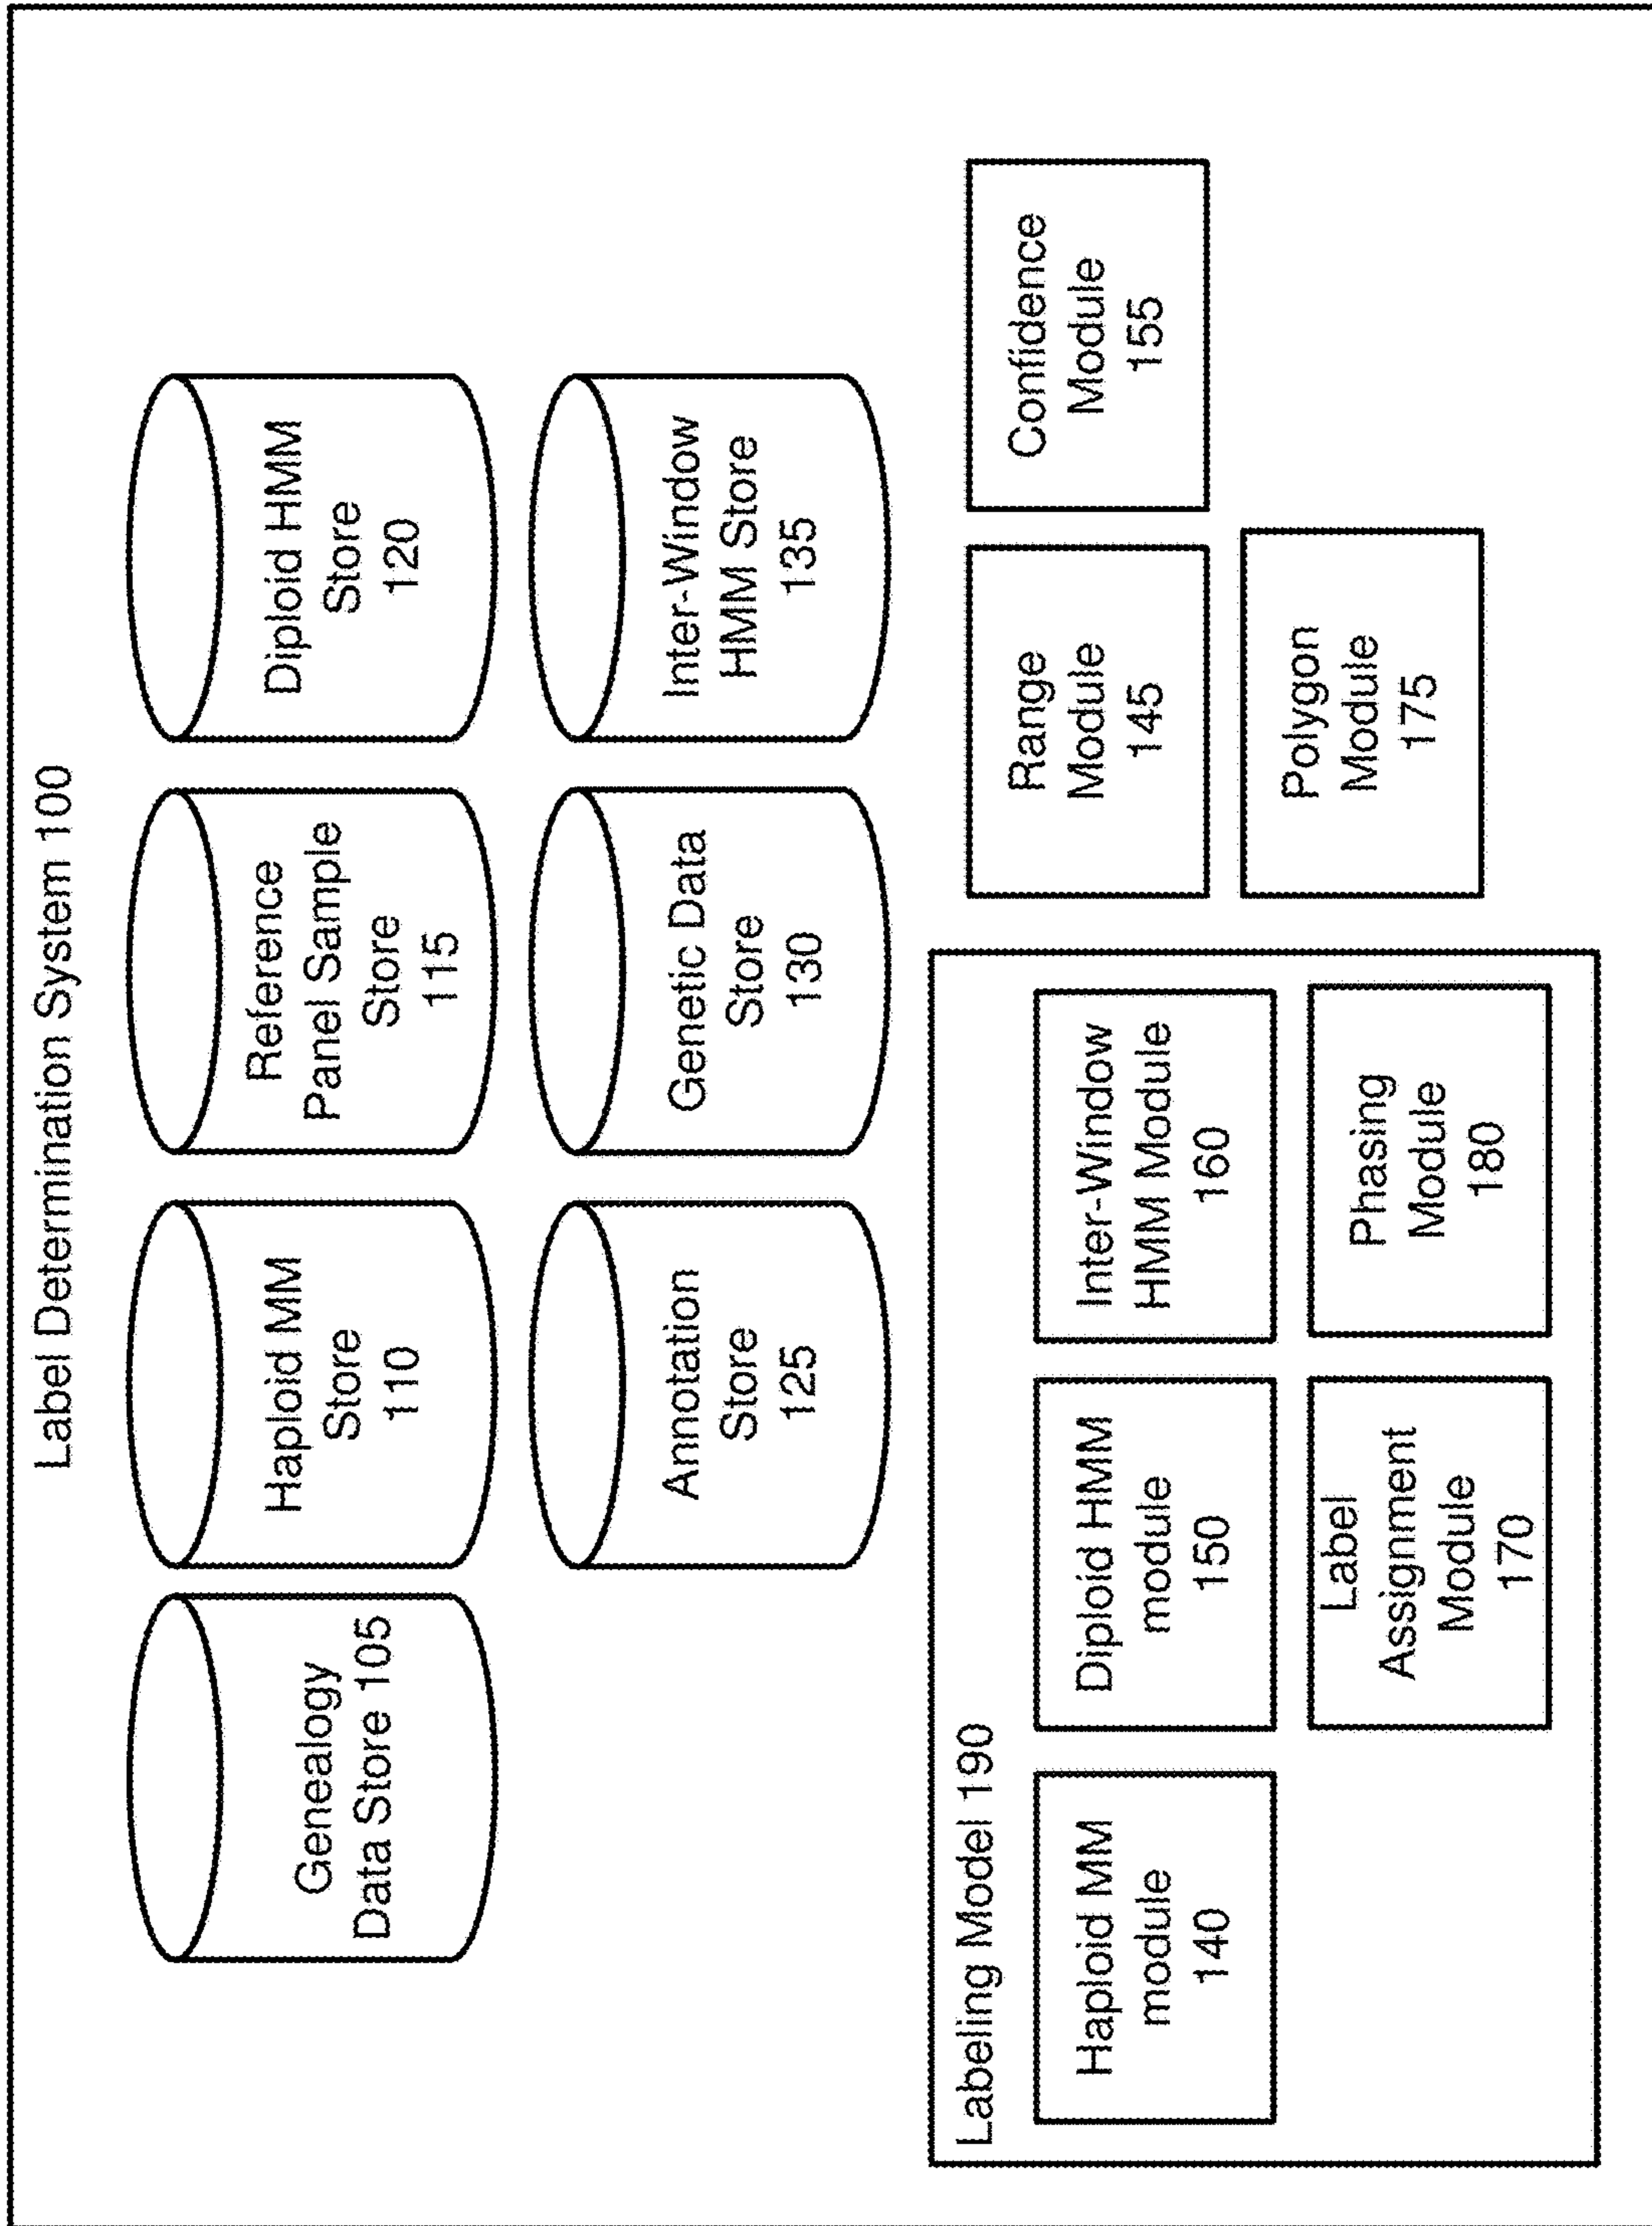 Label Determination System 100
Genealogy
Data Store 105
Haploid MM
Store
110
Reference
Panel Sample
Store
115
Diploid HMM
Store
120
Annotation
Store
125
Genetic Data
Store
130
Inter-Window
HMM Store
135
Labeling Model 190
Haploid MM
module
140
Diploid HMM
module
150
Inter-Window
HMM Module
160
Label
Assignment
Module
170
Phasing
Module
180
Range
Module
145
Confidence
Module
155
Polygon
Module
175